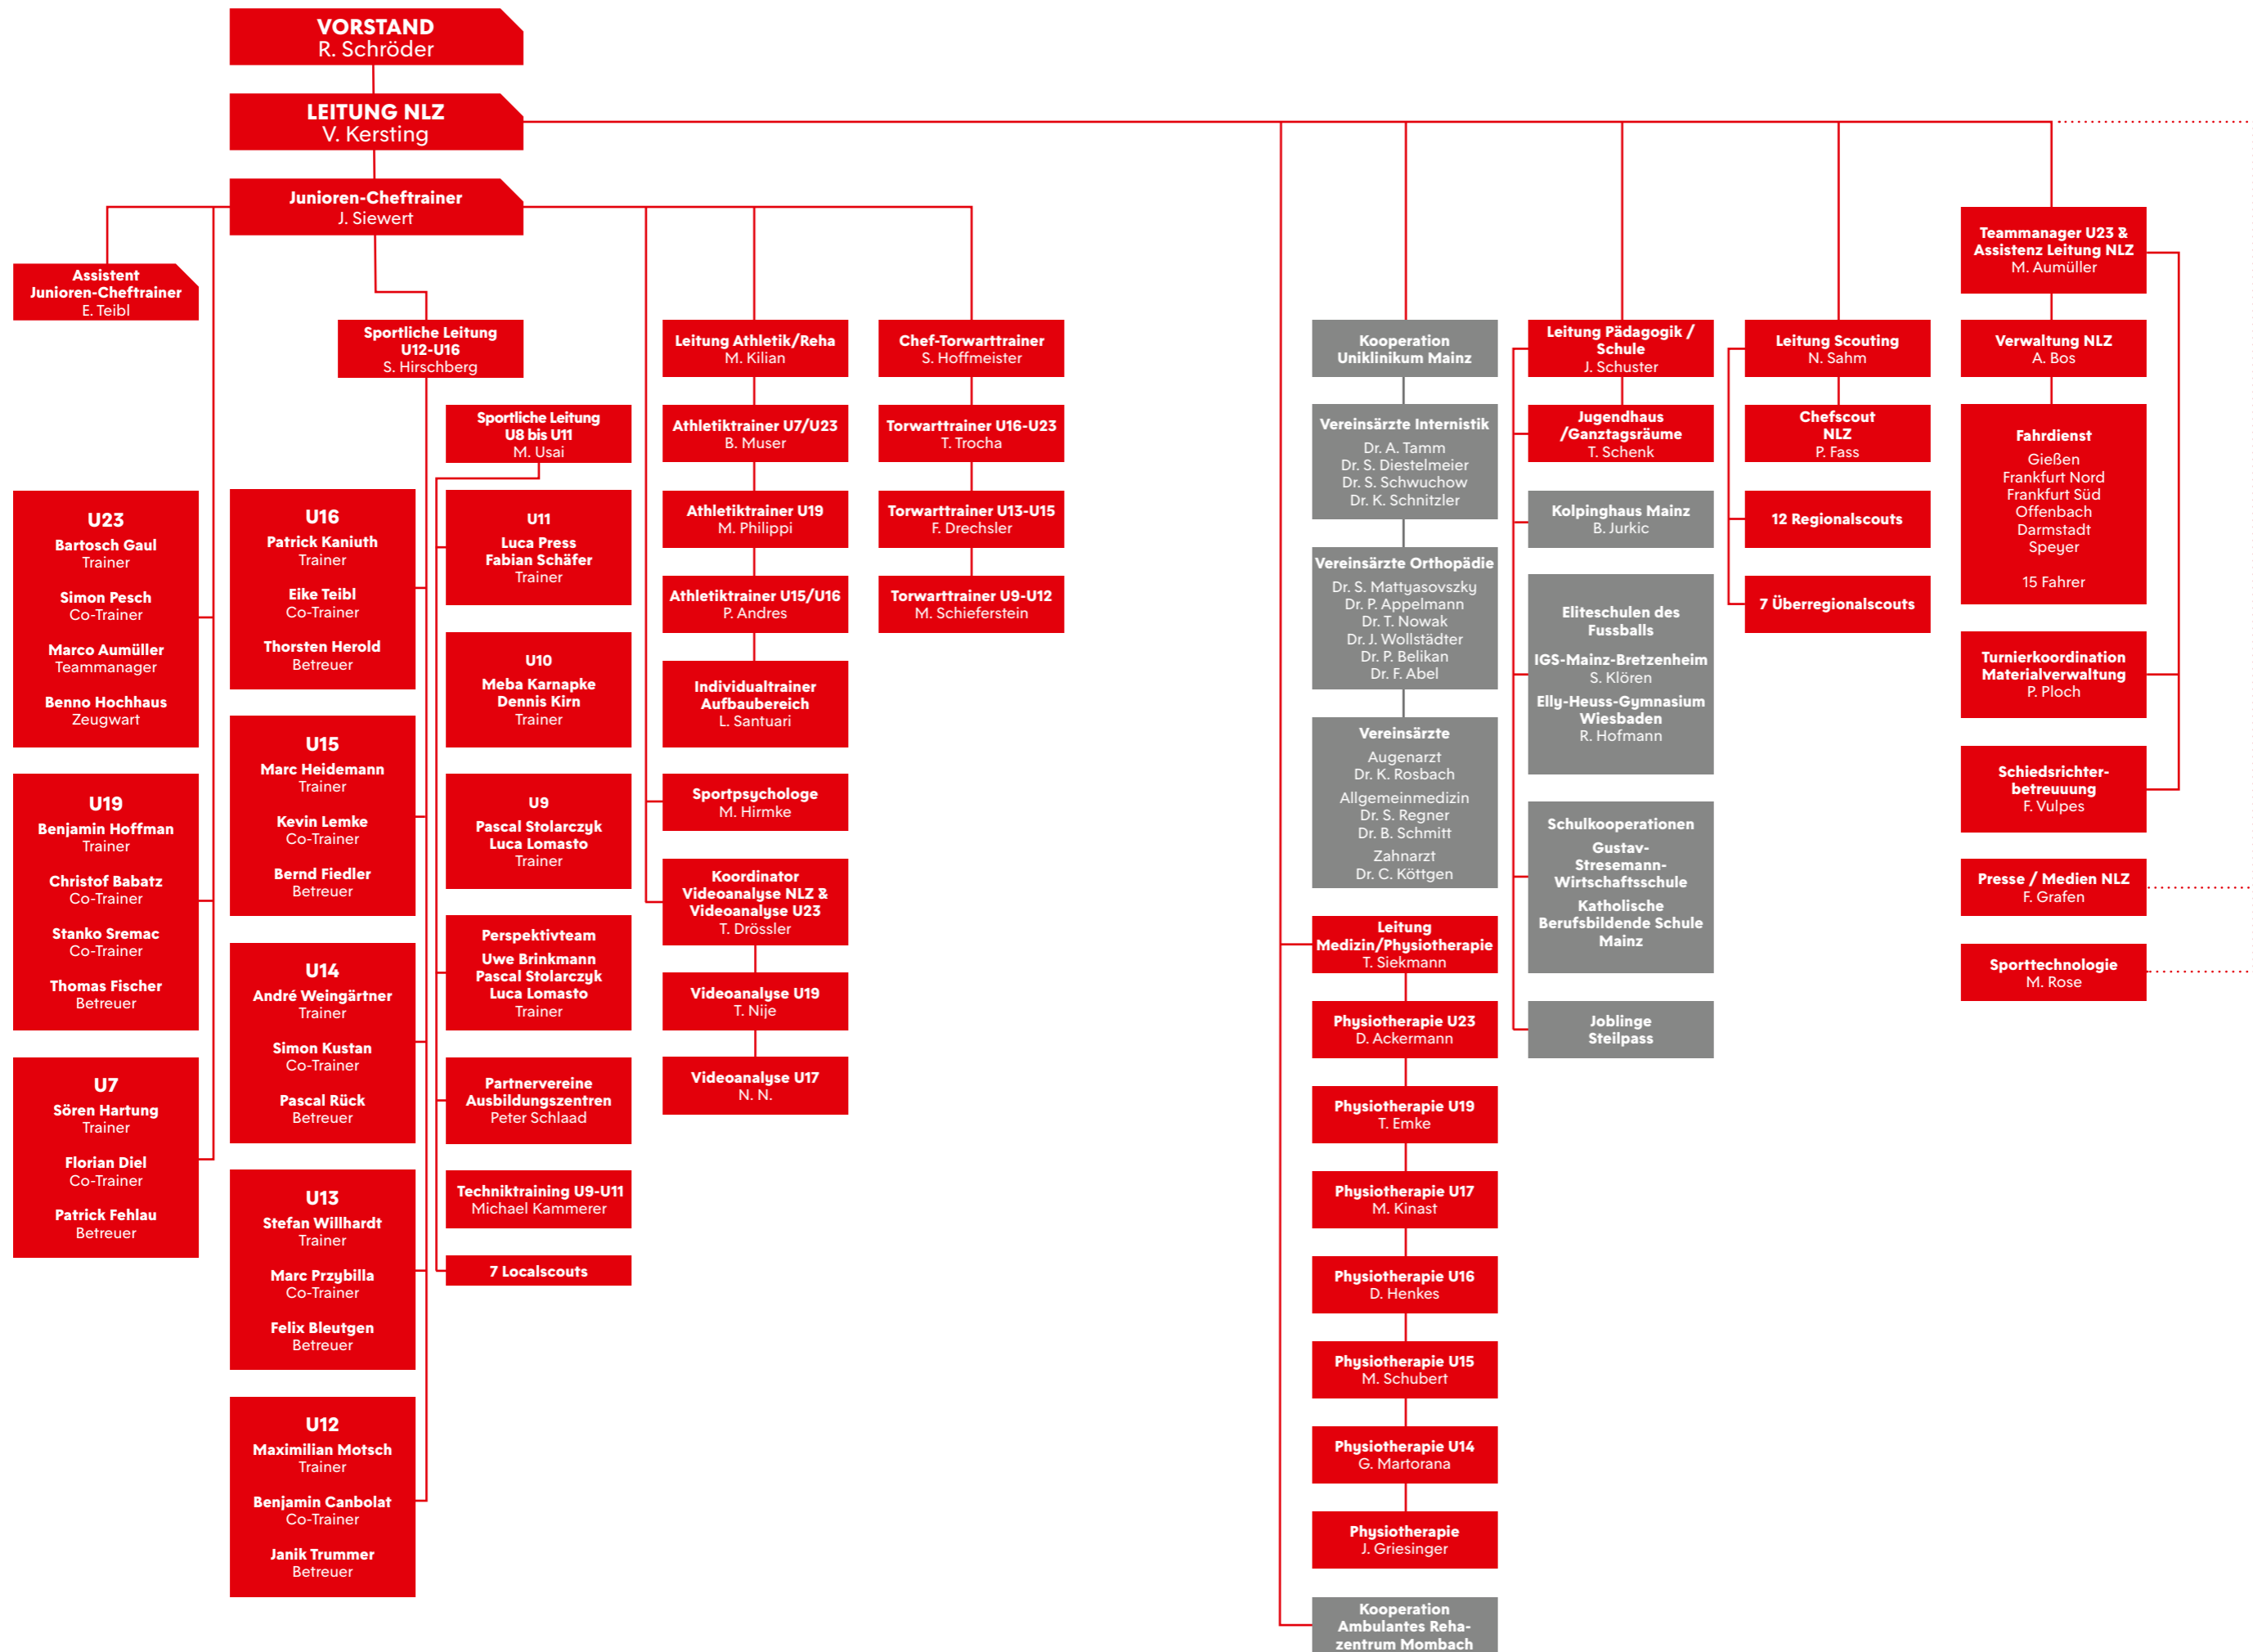 VORSTAND
R. Schröder
LEITUNG NLZ
V. Kersting
Junioren-Cheftrainer
J. Siewert
Assistent
Junioren-Cheftrainer
E. Teibl
U23
Bartosch Gaul
Trainer
Simon Pesch
Co-Trainer
Marco Aumüller
Teammanager
Benno Hochhaus
Zeugwart
U19
Benjamin Hoffman
Trainer
Christof Babatz
Co-Trainer
Stanko Sremac
Co-Trainer
Thomas Fischer
Betreuer
U7
Sören Hartung
Trainer
Florian Diel
Co-Trainer
Patrick Fehlau
Betreuer
Sportliche Leitung
U12-U16
S. Hirschberg
U16
Patrick Kaniuth
Trainer
Eike Teibl
Co-Trainer
Thorsten Herold
Betreuer
U15
Marc Heidemann
Trainer
Kevin Lemke
Co-Trainer
Bernd Fiedler
Betreuer
U14
André Weingärtner
Trainer
Simon Kustan
Co-Trainer
Pascal Rück
Betreuer
U13
Stefan Willhardt
Trainer
Marc Przybilla
Co-Trainer
Felix Bleutgen
Betreuer
U12
Maximilian Motsch
Trainer
Benjamin Canbolat
Co-Trainer
Janik Trummer
Betreuer
Sportliche Leitung
U8 bis U11
M. Usai
U11
Luca Press
Fabian Schäfer
Trainer
U10
Meba Karnapke
Dennis Kirn
Trainer
U9
Pascal Stolarczyk
Luca Lomasto
Trainer
Perspektivteam
Uwe Brinkmann
Pascal Stolarczyk
Luca Lomasto
Trainer
Partnervereine
Ausbildungszentren
Peter Schlaad
Techniktraining U9-U11
Michael Kammerer
7 Localscouts
Leitung Athletik/Reha
M. Kilian
Athletiktrainer U7/U23
B. Muser
Athletiktrainer U19
M. Philippi
Athletiktrainer U15/U16
P. Andres
Individualtrainer
Aufbaubereich
L. Santuari
Sportpsychologe
M. Hirmke
Koordinator
Videoanalyse NLZ &
Videoanalyse U23
T. Drössler
Videoanalyse U19
T. Nije
Videoanalyse U17
N. N.
Chef-Torwarttrainer
S. Hoffmeister
Torwarttrainer U16-U23
T. Trocha
Torwarttrainer U13-U15
F. Drechsler
Torwarttrainer U9-U12
M. Schieferstein
Kooperation
Uniklinikum Mainz
Vereinsärzte Internistik
Dr. A. Tamm
Dr. S. Diestelmeier
Dr. S. Schwuchow
Dr. K. Schnitzler
Vereinsärzte Orthopädie
Dr. S. Mattyasovszky
Dr. P. Appelmann
Dr. T. Nowak
Dr. J. Wollstädter
Dr. P. Belikan
Dr. F. Abel
Vereinsärzte
Augenarzt
Dr. K. Rosbach
Allgemeinmedizin
Dr. S. Regner
Dr. B. Schmitt
Zahnarzt
Dr. C. Köttgen
Leitung
Medizin/Physiotherapie
T. Siekmann
Physiotherapie U23
D. Ackermann
Physiotherapie U19
T. Emke
Physiotherapie U17
M. Kinast
Physiotherapie U16
D. Henkes
Physiotherapie U15
M. Schubert
Physiotherapie U14
G. Martorana
Physiotherapie
J. Griesinger
Kooperation
Ambulantes Reha-
zentrum Mombach
Leitung Pädagogik /
Schule
J. Schuster
Jugendhaus
/Ganztagsräume
T. Schenk
Kolpinghaus Mainz
B. Jurkic
Eliteschulen des
Fussballs
IGS-Mainz-Bretzenheim
S. Klören
Elly-Heuss-Gymnasium
Wiesbaden
R. Hofmann
Schulkooperationen
Gustav-
Stresemann-
Wirtschaftsschule
Katholische
Berufsbildende Schule
Mainz
Joblinge
Steilpass
Leitung Scouting
N. Sahm
Chefscout
NLZ
P. Fass
12 Regionalscouts
7 Überregionalscouts
Teammanager U23 &
Assistenz Leitung NLZ
M. Aumüller
Verwaltung NLZ
A. Bos
Fahrdienst
Gießen
Frankfurt Nord
Frankfurt Süd
Offenbach
Darmstadt
Speyer
15 Fahrer
Turnierkoordination
Materialverwaltung
P. Ploch
Schiedsrichter-
betreuuung
F. Vulpes
Presse / Medien NLZ
F. Grafen
Sporttechnologie
M. Rose